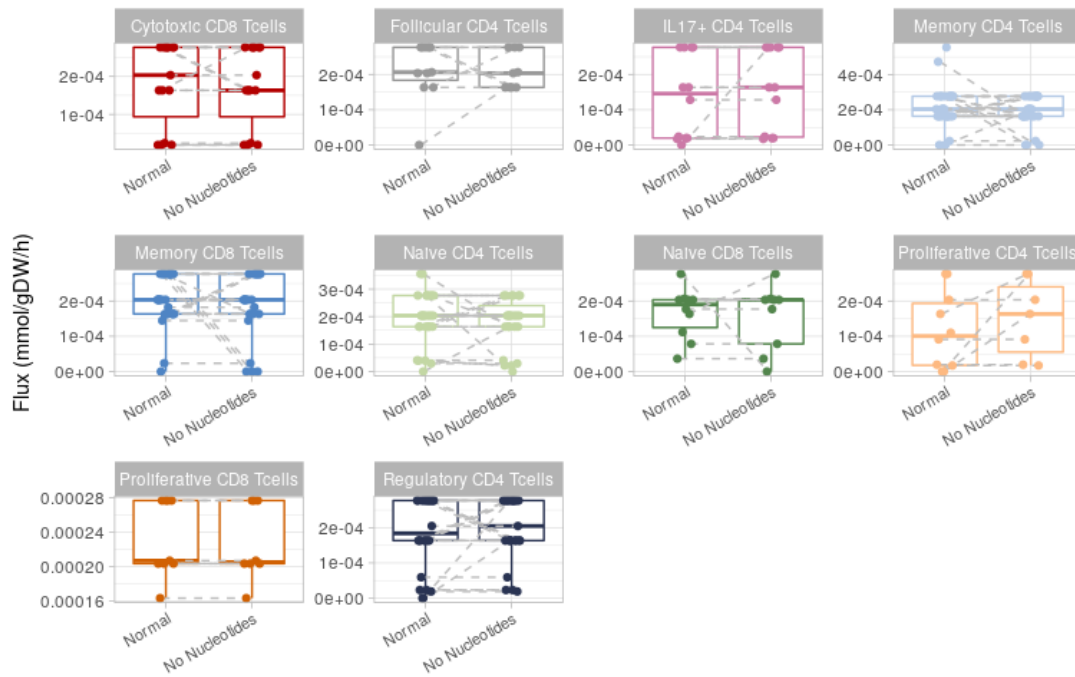 Cytotoxic CD8 Tcells
Follicular CD4 Tcells
IL17+ CD4 Tcells
Memory CD4 Tcells
2e-04
1e-04
2e-04
1e-04
0e+00
2e-04
1e-04
0e+00
4e-04
2e-04
0e+00
Normal
No Nucleotides
Normal
No Nucleotides
Normal
No Nucleotides
Normal
No Nucleotides
Flux (mmol/gDW/h)
Memory CD8 Tcells
Naive CD4 Tcells
Naive CD8 Tcells
Proliferative CD4 Tcells
2e-04
1e-04
0e+00
3e-04
2e-04
1e-04
0e+00
2e-04
1e-04
0e+00
2e-04
1e-04
0e+00
Normal
No Nucleotides
Normal
No Nucleotides
Normal
No Nucleotides
Normal
No Nucleotides
Proliferative CD8 Tcells
Regulatory CD4 Tcells
0.00028
0.00024
0.00020
0.00016
2e-04
1e-04
0e+00
Normal
No Nucleotides
Normal
No Nucleotides